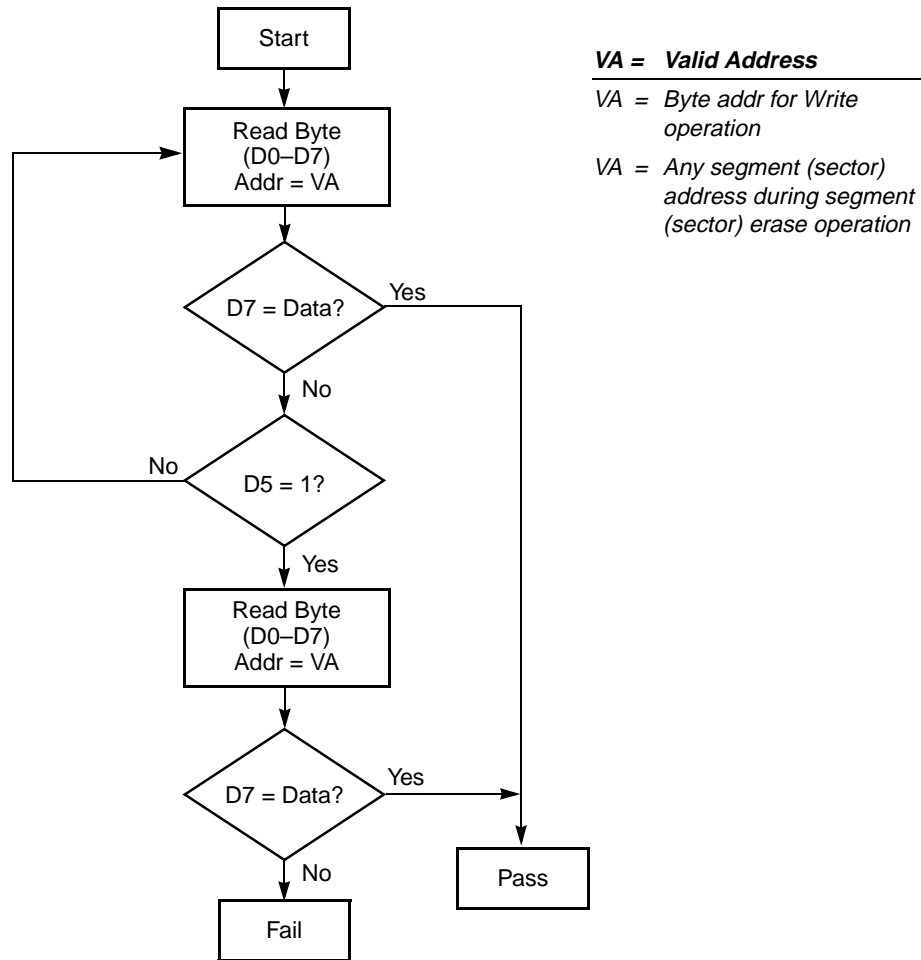 Start
Read Byte
(D0–D7)
Addr = VA
D7 = Data?
Yes
No
No
D5 = 1?
Yes
Read Byte
(D0–D7)
Addr = VA
D7 = Data?
Yes
No
Pass
Fail
VA = Valid Address
VA = Byte addr for Write
operation
VA = Any segment (sector)
address during segment
(sector) erase operation